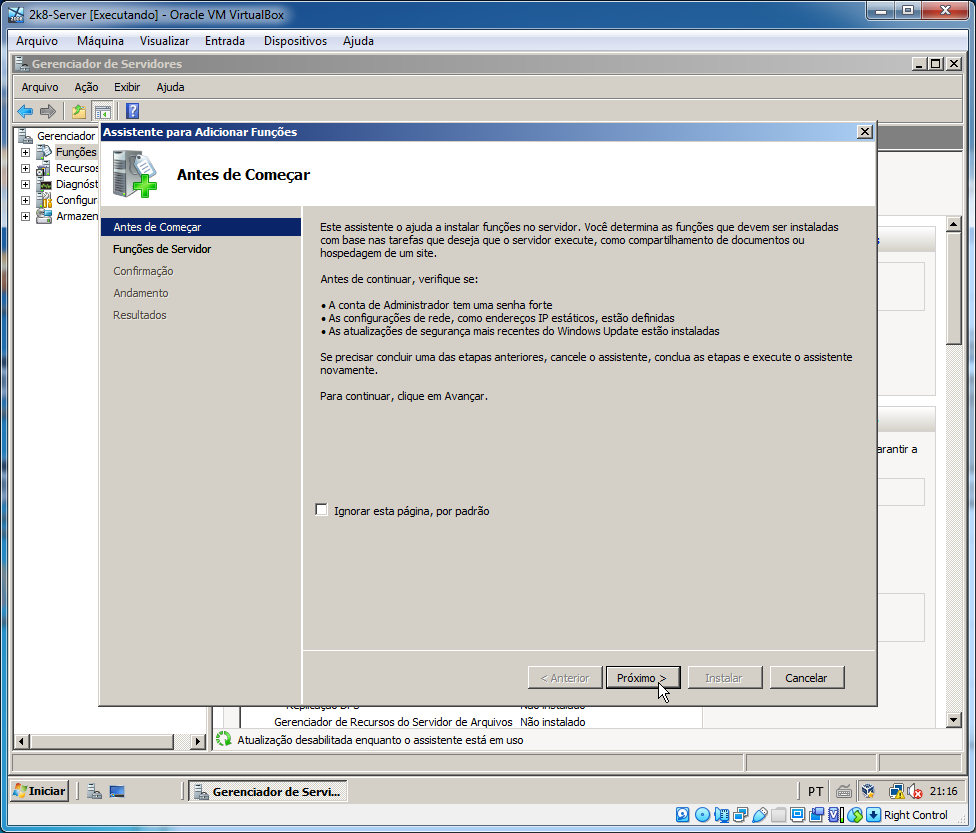 2k8-Server [Executando] - Oracle VM VirtualBox
Arquivo Máquina Visualizar Entrada Dispositivos Ajuda
Gerenciador de Servidores
Arquivo Ação Exibir Ajuda
Gerenciador
Funções
Recursos
Diagnóst
Configur
Armazen
Assistente para Adicionar Funções
Antes de Começar
Antes de Começar
Funções de Servidor
Confirmação
Andamento
Resultados
Este assistente o ajuda a instalar funções no servidor. Você determina as funções que devem ser instaladas
com base nas tarefas que deseja que o servidor execute, como compartilhamento de documentos ou
hospedagem de um site.
Antes de continuar, verifique se:
• A conta de Administrador tem uma senha forte
• As configurações de rede, como endereços IP estáticos, estão definidas
• As atualizações de segurança mais recentes do Windows Update estão instaladas
Se precisar concluir uma das etapas anteriores, cancele o assistente, conclua as etapas e execute o assistente
novamente.
Para continuar, clique em Avançar.
Ignorar esta página, por padrão
< Anterior Próximo > Instalar Cancelar
arantir a
Gerenciador de Recursos do Servidor de Arquivos Não instalado
Atualização desabilitada enquanto o assistente está em uso
Iniciar Gerenciador de Servi... PT 21:16
Right Control